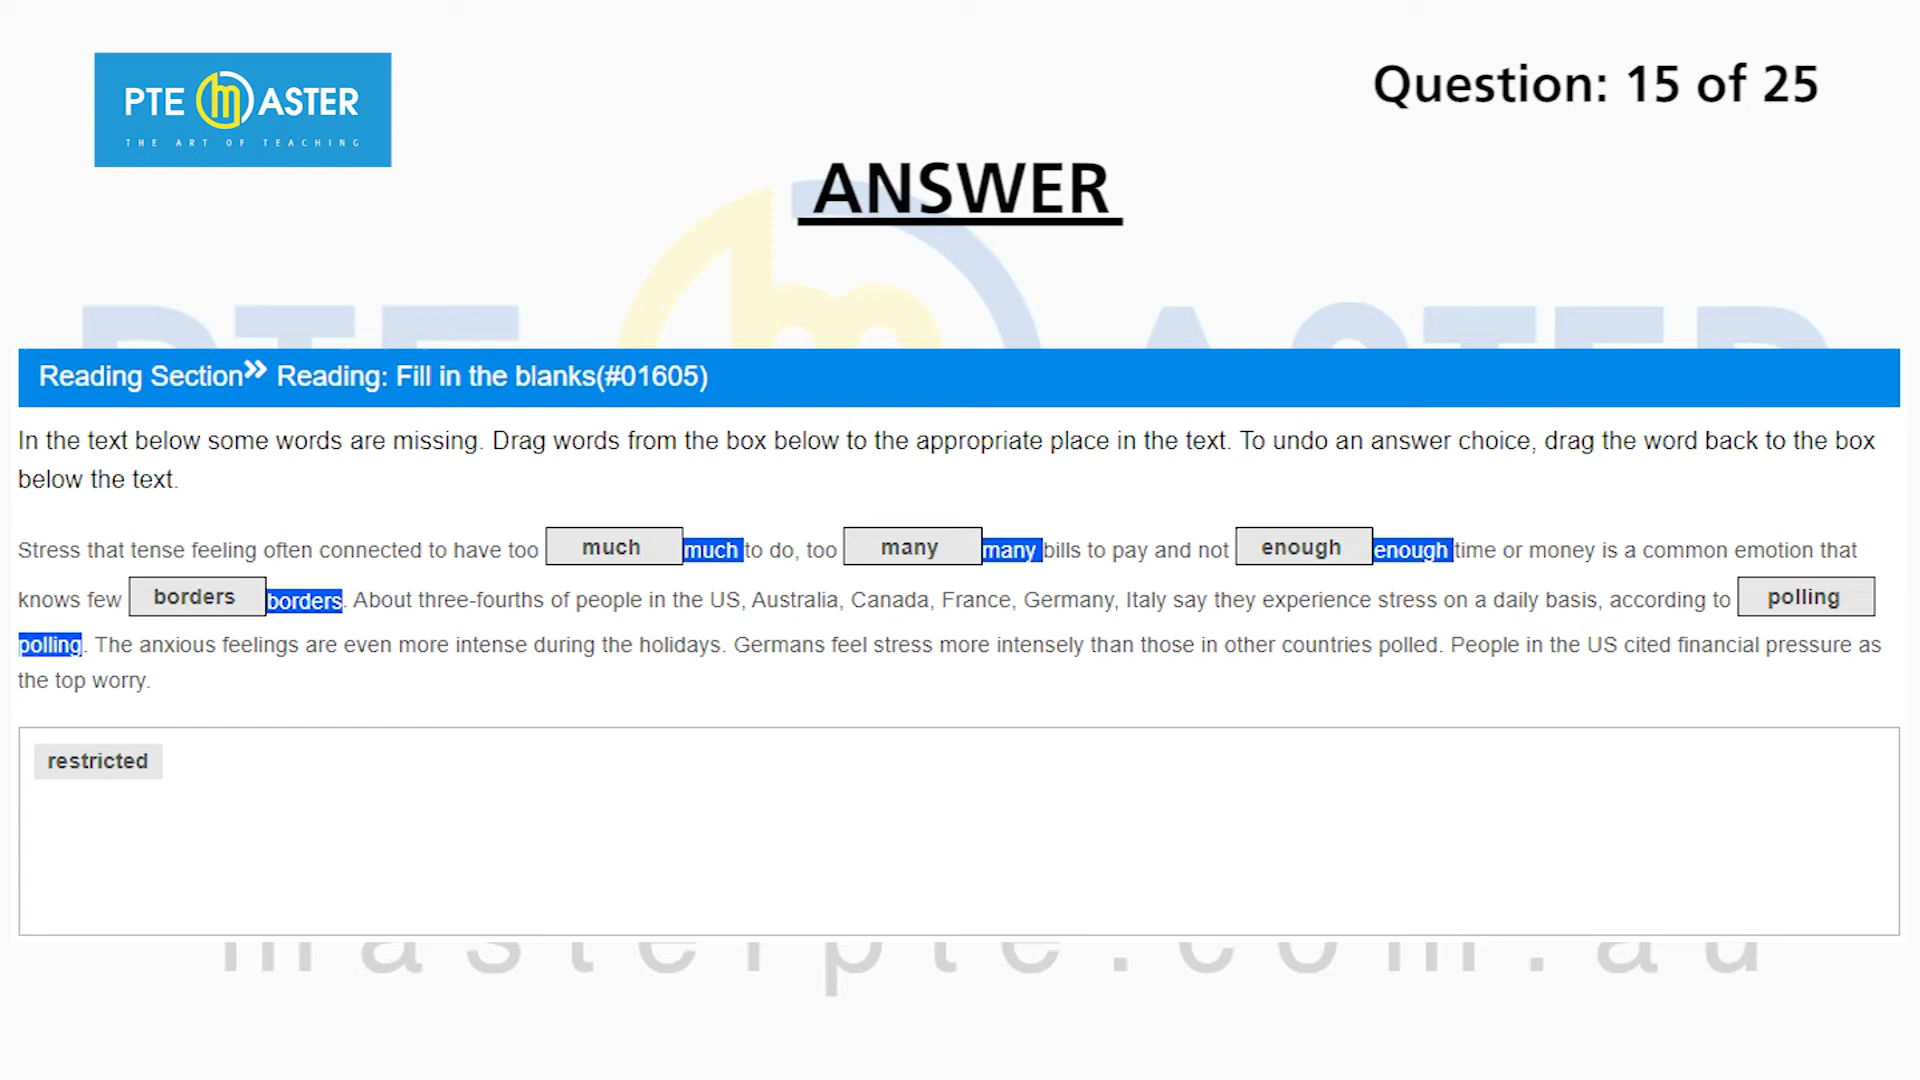 PTE MASTER
THE ART OF TEACHING
Question: 15 of 25
ANSWER
PTE MASTER
Reading Section» Reading: Fill in the blanks(#01605)
In the text below some words are missing. Drag words from the box below to the appropriate place in the text. To undo an answer choice, drag the word back to the box
below the text.
Stress that tense feeling often connected to have too much much to do, too many many bills to pay and not enough enough time or money is a common emotion that
knows few borders borders. About three-fourths of people in the US, Australia, Canada, France, Germany, Italy say they experience stress on a daily basis, according to polling
polling. The anxious feelings are even more intense during the holidays. Germans feel stress more intensely than those in other countries polled. People in the US cited financial pressure as
the top worry.
restricted
masterpte.com.au